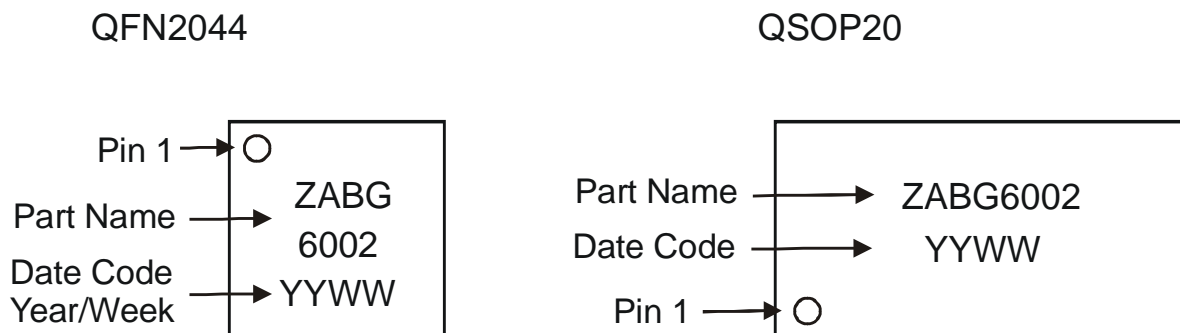 QFN2044
QSOP20
Pin 1
ZABG
Part Name
6002
Date Code
Year/Week
YYWW
Part Name
ZABG6002
Date Code
YYWW
Pin 1